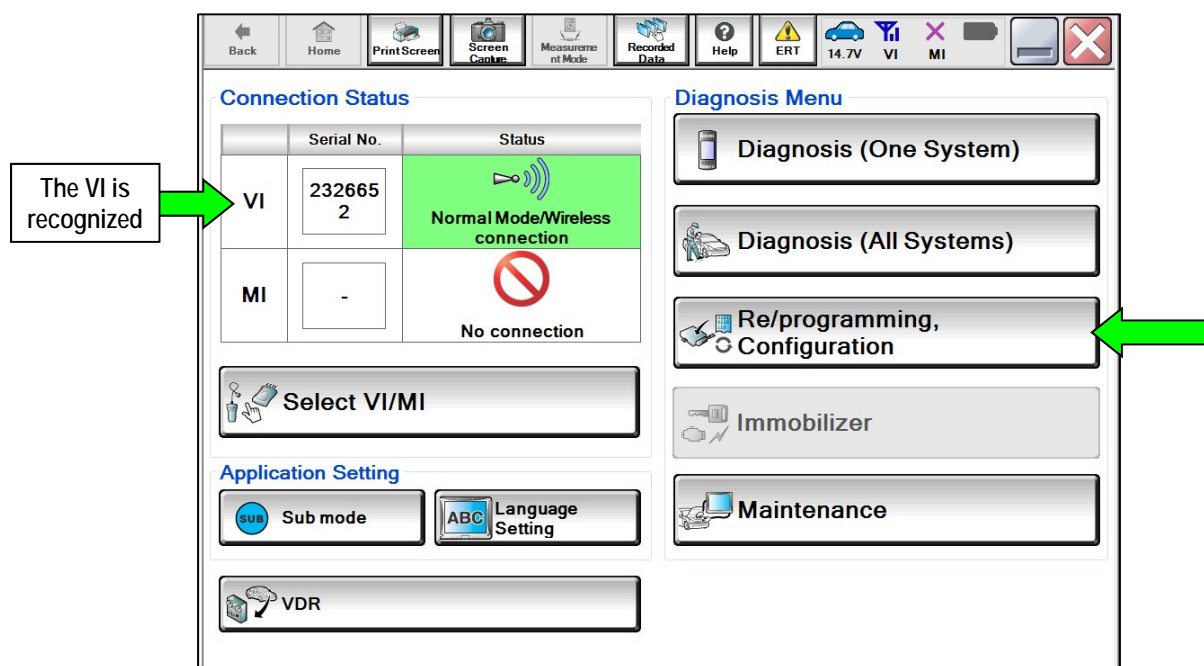 Back
Home
Print Screen
Screen
Capture
Measureme
nt Mode
Recorded
Data
Help
ERT
14.7V
VI
MI
Connection Status
Serial No.
Status
The VI is
recognized
VI
232665
2
Normal Mode/Wireless
connection
MI
-
No connection
Select VI/MI
Application Setting
SUB
Sub mode
ABC
Language
Setting
VDR
Diagnosis Menu
Diagnosis (One System)
Diagnosis (All Systems)
Re/programming,
Configuration
Immobilizer
Maintenance